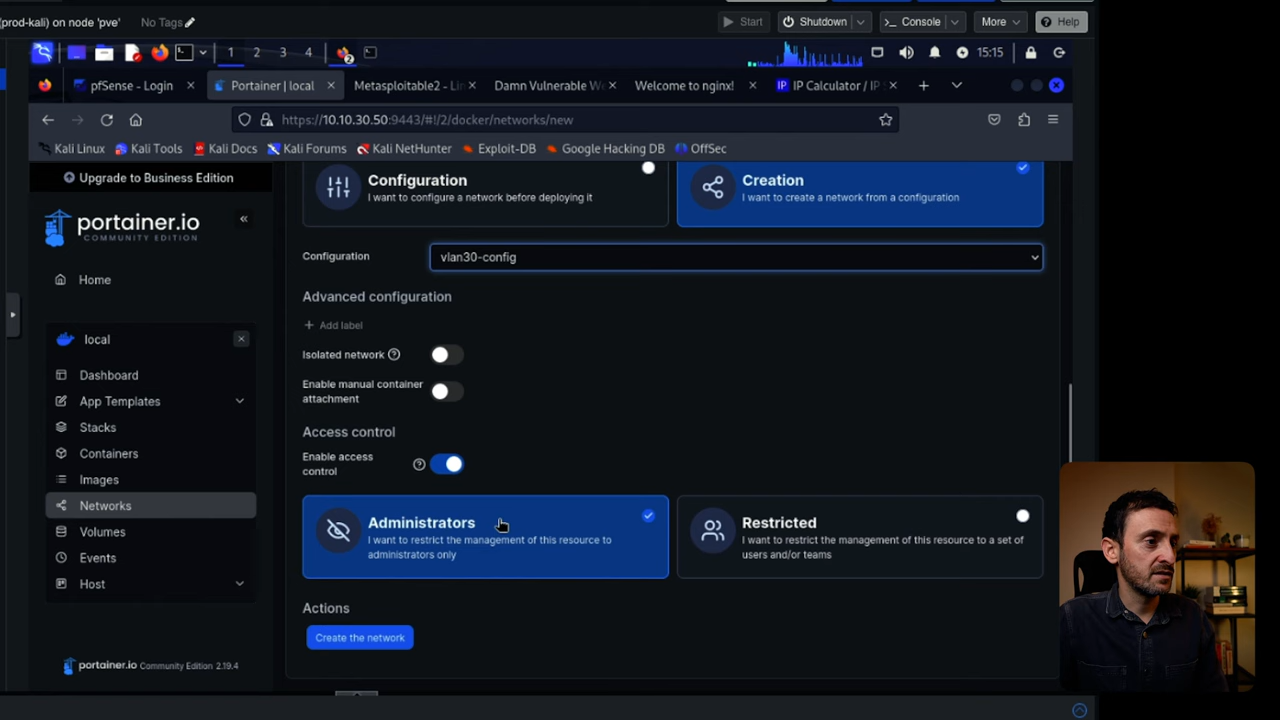 (prod-kali) on node 'pve'
No Tags
Start
Shutdown
Console
More
Help
1 2 3 4
15:15
pfSense - Login
Portainer | local
Metasploitable2 - Lin
Damn Vulnerable We
Welcome to nginx!
IP Calculator / IP S
https://10.10.30.50:9443/#!/2/docker/networks/new
Kali Linux
Kali Tools
Kali Docs
Kali Forums
Kali NetHunter
Exploit-DB
Google Hacking DB
OffSec
Upgrade to Business Edition
portainer.io
COMMUNITY EDITION
Home
local
Dashboard
App Templates
Stacks
Containers
Images
Networks
Volumes
Events
Host
portainer.io Community Edition 2.19.4
Configuration
I want to configure a network before deploying it
Creation
I want to create a network from a configuration
Configuration
vlan30-config
Advanced configuration
Add label
Isolated network
Enable manual container
attachment
Access control
Enable access
control
Administrators
I want to restrict the management of this resource to
administrators only
Restricted
I want to restrict the management of this resource to a set of
users and/or teams
Actions
Create the network